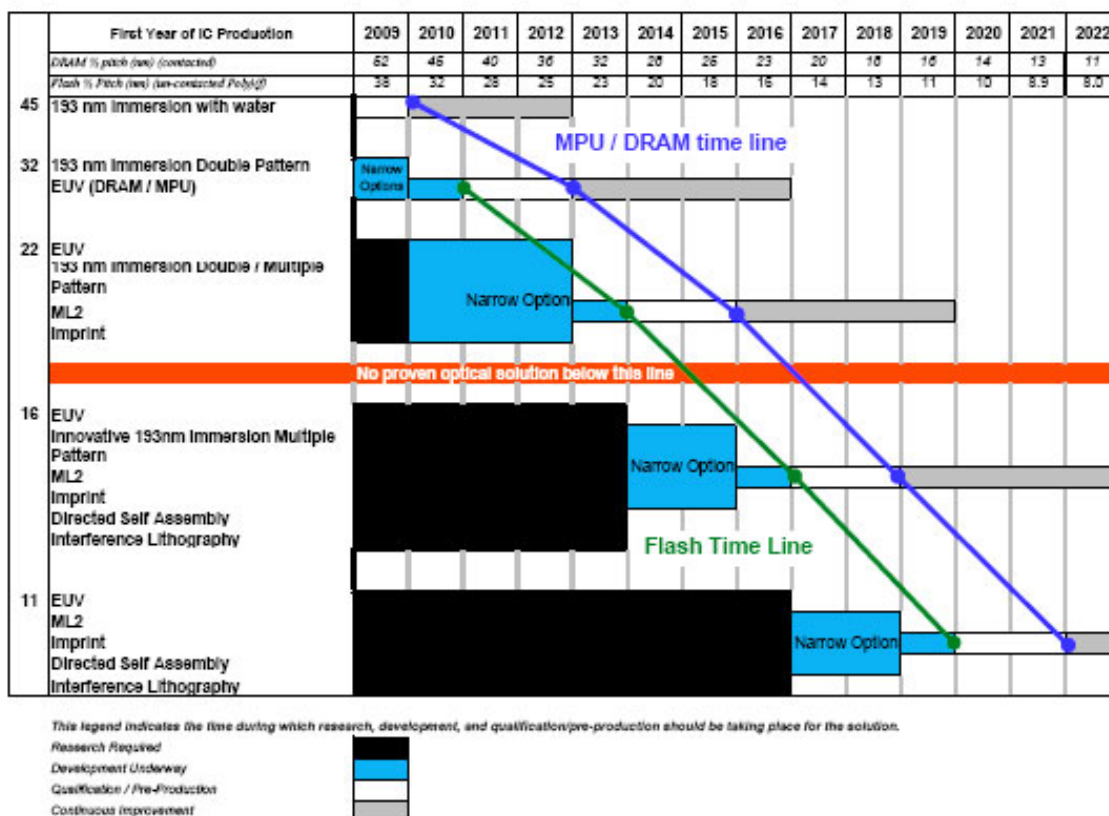 First Year of IC Production 2009 2010 2011 2012 2013 2014 2015 2016 2017 2018 2019 2020 2021 2022
DRAM ½ pitch (nm) (contacted) 52 45 40 36 32 28 25 23 20 18 16 14 13 11
Flash ½ Pitch (nm) (un-contacted Poly)(f) 38 32 28 25 23 20 18 16 14 13 11 10 8.9 8.0
45 193 nm Immersion with water
MPU / DRAM time line
32 193 nm Immersion Double Pattern
EUV (DRAM / MPU)
Narrow
Options
22 EUV
193 nm Immersion Double / Multiple
Pattern
ML2
Imprint
Narrow Option
No proven optical solution below this line
16 EUV
Innovative 193nm Immersion Multiple
Pattern
ML2
Imprint
Directed Self Assembly
Interference Lithography
Narrow Option
Flash Time Line
11 EUV
ML2
Imprint
Directed Self Assembly
Interference Lithography
Narrow Option
This legend indicates the time during which research, development, and qualification/pre-production should be taking place for the solution.
Research Required
Development Underway
Qualification / Pre-Production
Continuous Improvement